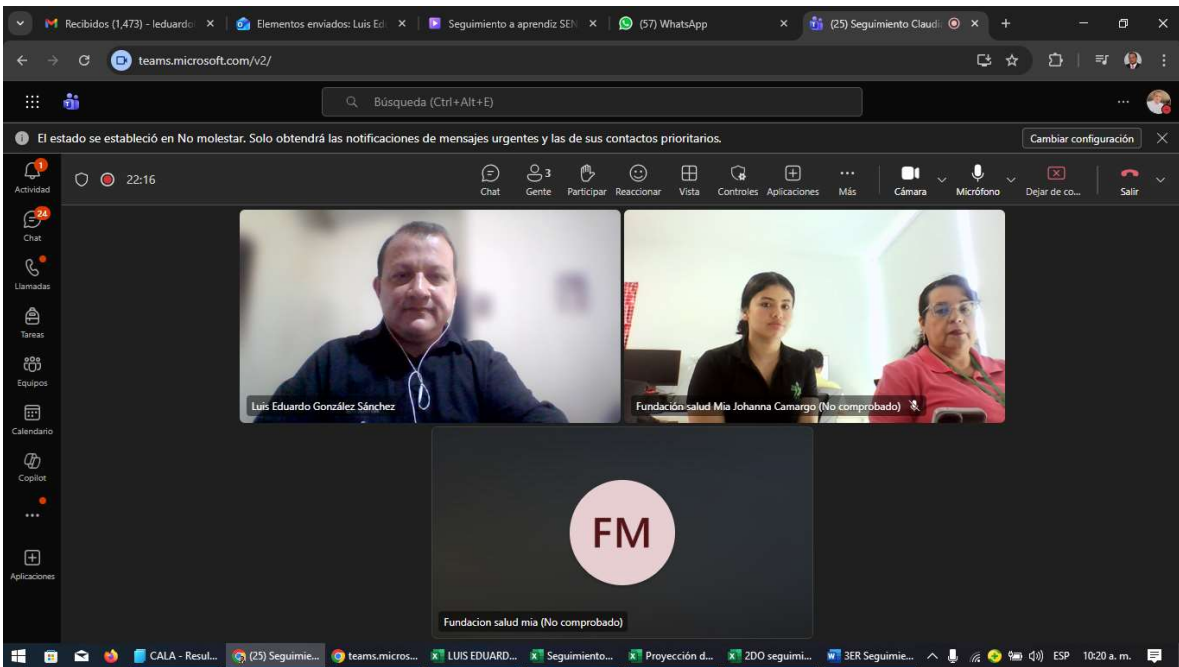 Recibidos (1,473) - leduardo
Elementos enviados: Luis Ed
Seguimiento a aprendiz SEN
(57) WhatsApp
(25) Seguimiento Claudi
teams.microsoft.com/v2/
Búsqueda (Ctrl+Alt+E)
El estado se estableció en No molestar. Solo obtendrá las notificaciones de mensajes urgentes y las de sus contactos prioritarios.
Cambiar configuración
1
Actividad
22:16
Chat
3
Gente
Participar
Reaccionar
Vista
Controles
Aplicaciones
Más
Cámara
Micrófono
Dejar de co...
Salir
24
Chat
Llamadas
Tareas
Equipos
Calendario
Copilot
Aplicaciones
Luis Eduardo González Sánchez
Fundación salud Mia Johanna Camargo (No comprobado)
FM
Fundacion salud mia (No comprobado)
CALA - Resul...
(25) Seguimie...
teams.micros...
LUIS EDUARD...
Seguimiento...
Proyección d...
2DO seguimi...
3ER Seguimie...
ESP
10:20 a. m.